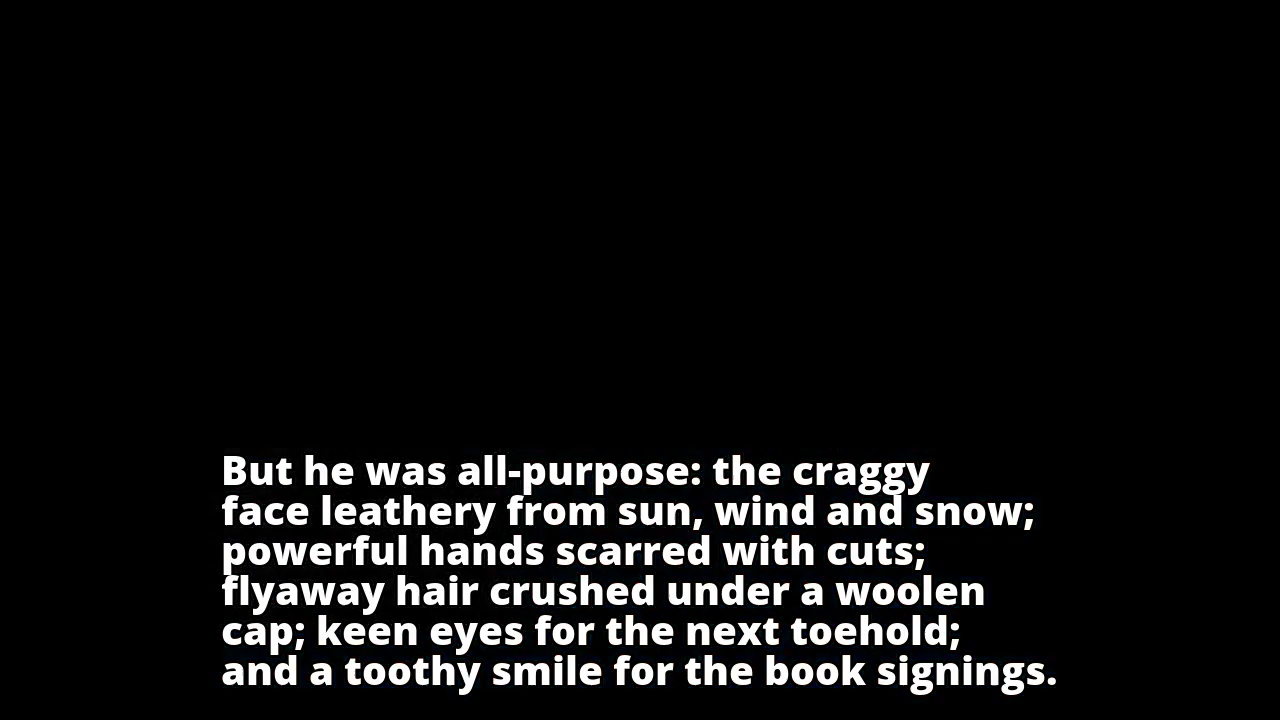 But he was all-purpose: the craggy
face leathery from sun, wind and snow;
powerful hands scarred with cuts;
flyaway hair crushed under a woolen
cap; keen eyes for the next toehold;
and a toothy smile for the book signings.